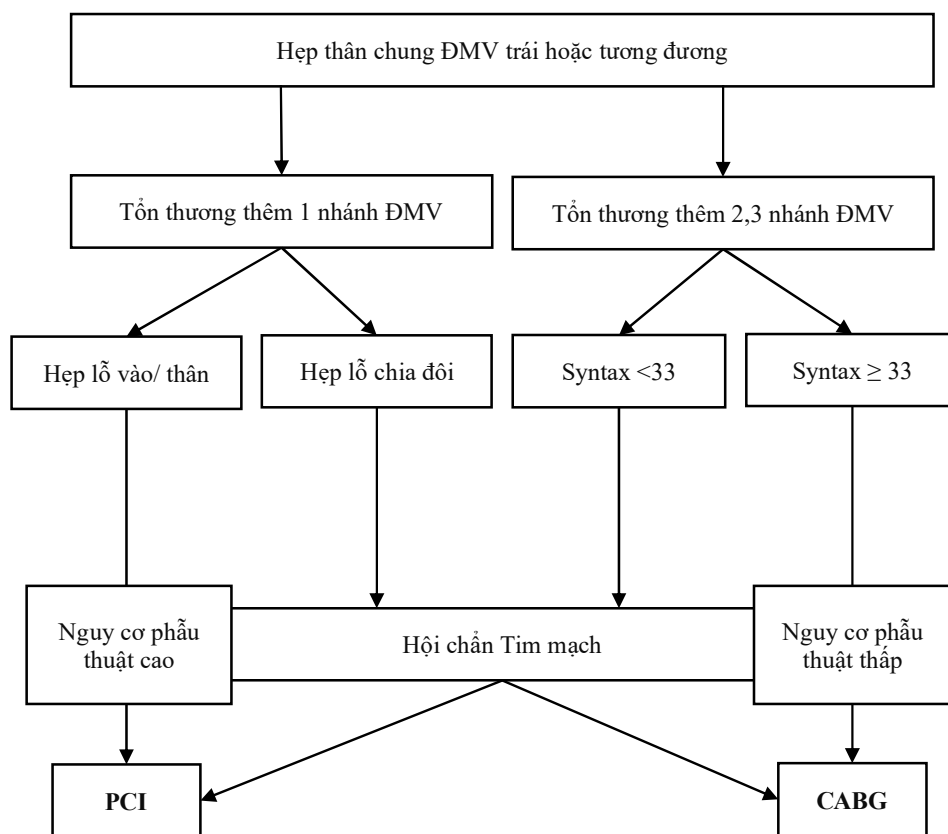 Hẹp thân chung ĐMV trái hoặc tương đương
Tổn thương thêm 1 nhánh ĐMV
Tổn thương thêm 2,3 nhánh ĐMV
Hẹp lỗ vào/ thân
Hẹp lỗ chia đôi
Syntax <33
Syntax ≥ 33
Nguy cơ phẫu
thuật cao
Hội chẩn Tim mạch
Nguy cơ phẫu
thuật thấp
PCI
CABG